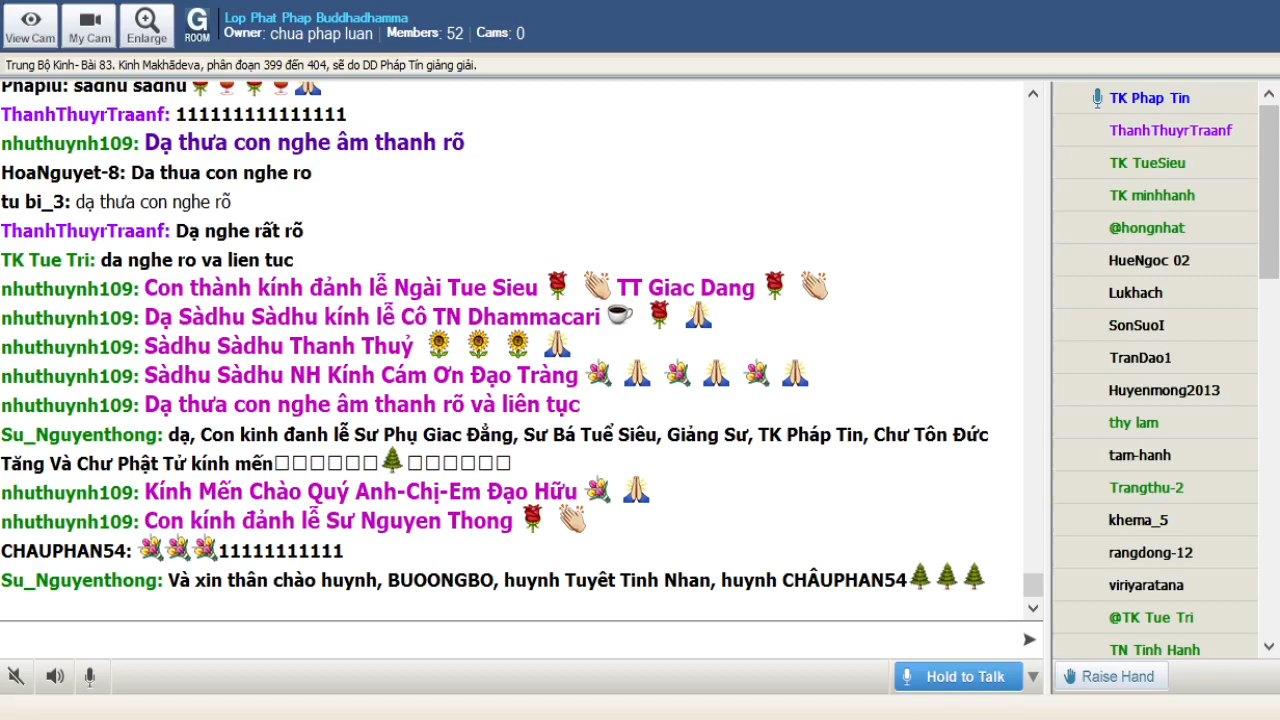 View Cam
My Cam
Enlarge
G
ROOM
Lop Phat Phap Buddhadhamma
Owner: chua phap luan | Members: 52 | Cams: 0
Trung Bộ Kinh- Bài 83. Kinh Makhādeva, phân đoạn 399 đến 404, sẽ do DD Pháp Tín giảng giải.
Phapiu: sadhu sadhu
ThanhThuyrTraanf: 111111111111111
nhuthuynh109: Dạ thưa con nghe âm thanh rõ
HoaNguyet-8: Da thua con nghe ro
tu bi_3: dạ thưa con nghe rõ
ThanhThuyrTraanf: Dạ nghe rất rõ
TK Tue Tri: da nghe ro va lien tuc
nhuthuynh109: Con thành kính đảnh lễ Ngài Tue Sieu TT Giac Dang
nhuthuynh109: Dạ Sàdhu Sàdhu kính lễ Cô TN Dhammacari
nhuthuynh109: Sàdhu Sàdhu Thanh Thuỷ
nhuthuynh109: Sàdhu Sàdhu NH Kính Cám Ơn Đạo Tràng
nhuthuynh109: Dạ thưa con nghe âm thanh rõ và liên tục
Su_Nguyenthong: dạ, Con kinh đanh lễ Sư Phụ Giac Đẳng, Sư Bá Tuể Siêu, Giảng Sư, TK Pháp Tin, Chư Tôn Đức
Tăng Và Chư Phật Tử kính mến
nhuthuynh109: Kính Mến Chào Quý Anh-Chị-Em Đạo Hữu
nhuthuynh109: Con kính đảnh lễ Sư Nguyen Thong
CHAUPHAN54: 11111111111
Su_Nguyenthong: Và xin thân chào huynh, BUOONGBO, huynh Tuyêt Tinh Nhan, huynh CHÂUPHAN54
Hold to Talk
TK Phap Tin
ThanhThuyrTraanf
TK TueSieu
TK minhhanh
@hongnhat
HueNgoc 02
Lukhach
SonSuoI
TranDao1
Huyenmong2013
thy lam
tam-hanh
Trangthu-2
khema_5
rangdong-12
viriyaratana
@TK Tue Tri
TN Tinh Hanh
Raise Hand